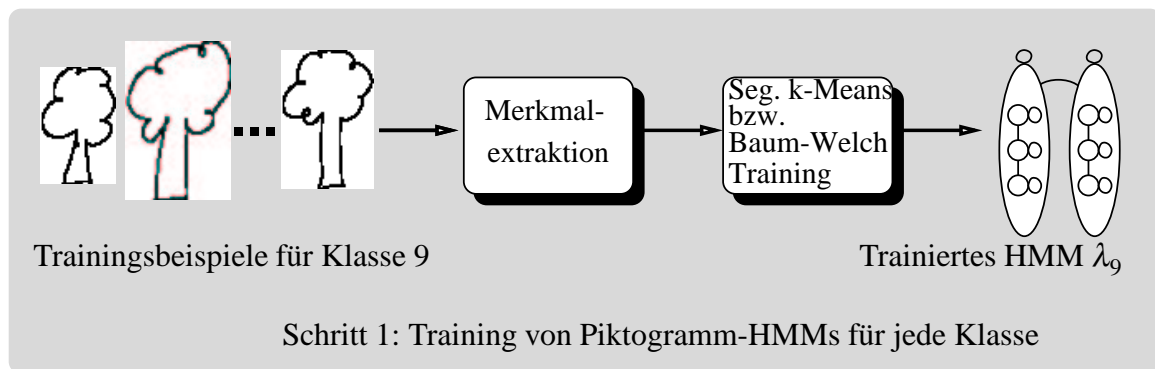 Merkmal-
extraktion
Seg. k-Means
bzw.
Baum-Welch
Training
Trainingsbeispiele für Klasse 9
Trainiertes HMM λ₉
Schritt 1: Training von Piktogramm-HMMs für jede Klasse